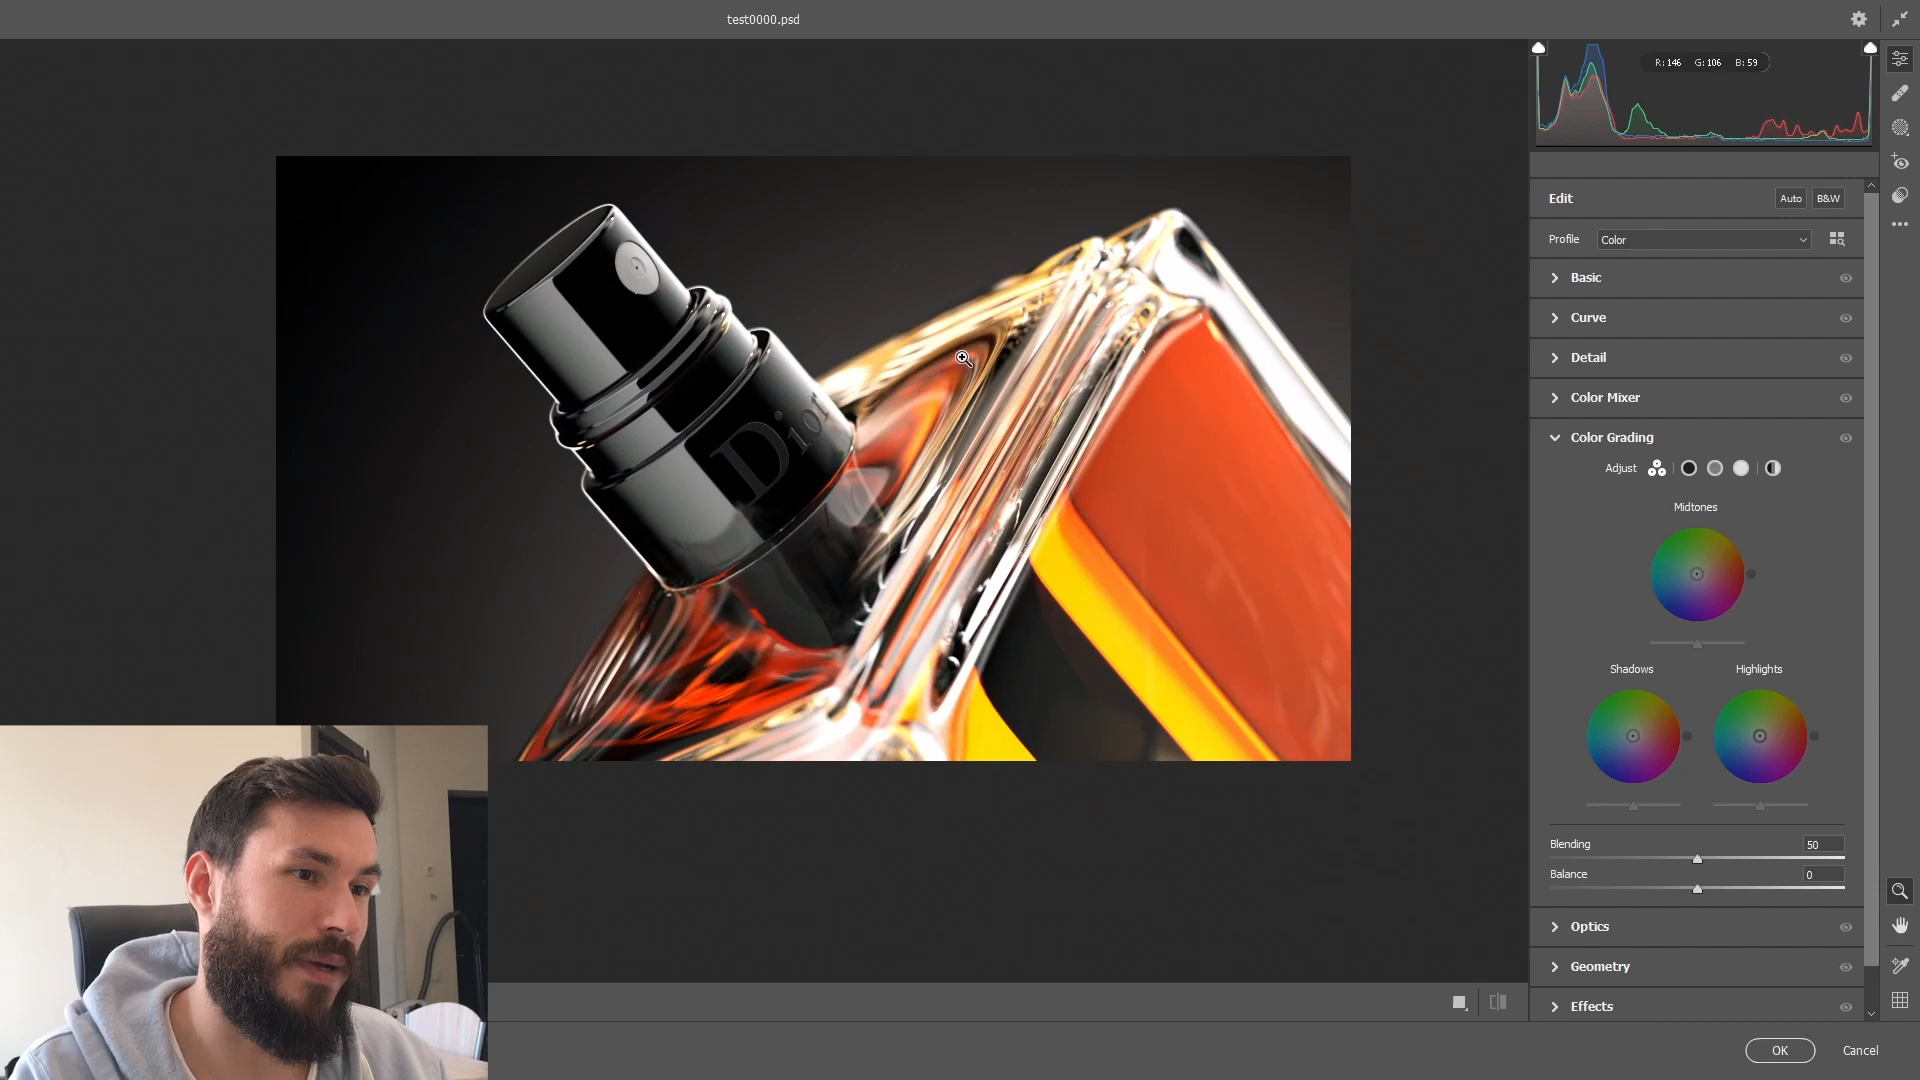 test0000.psd
R: 146 G: 106 B: 59
Edit
Auto
B&W
Profile
Color
Basic
Curve
Detail
Color Mixer
Color Grading
Adjust
Midtones
Shadows
Highlights
Blending
50
Balance
0
Optics
Geometry
Effects
OK
Cancel
Dior